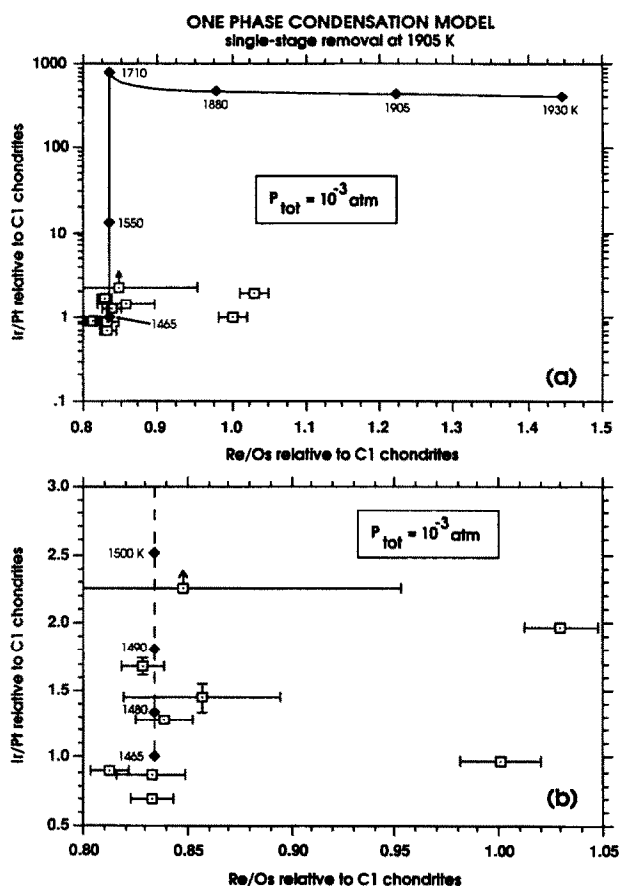 ONE PHASE CONDENSATION MODEL
single-stage removal at 1905 K
1000
100
10
1
.1
Ir/Pt relative to C1 chondrites
1710
1880
1905
1930 K
P tot = 10⁻³ atm
1550
1465
(a)
0.8 0.9 1.0 1.1 1.2 1.3 1.4 1.5
Re/Os relative to C1 chondrites
3.0
2.5
2.0
1.5
1.0
0.5
Ir/Pt relative to C1 chondrites
P tot = 10⁻³ atm
1500 K
1490
1480
1465
(b)
0.80 0.85 0.90 0.95 1.00 1.05
Re/Os relative to C1 chondrites